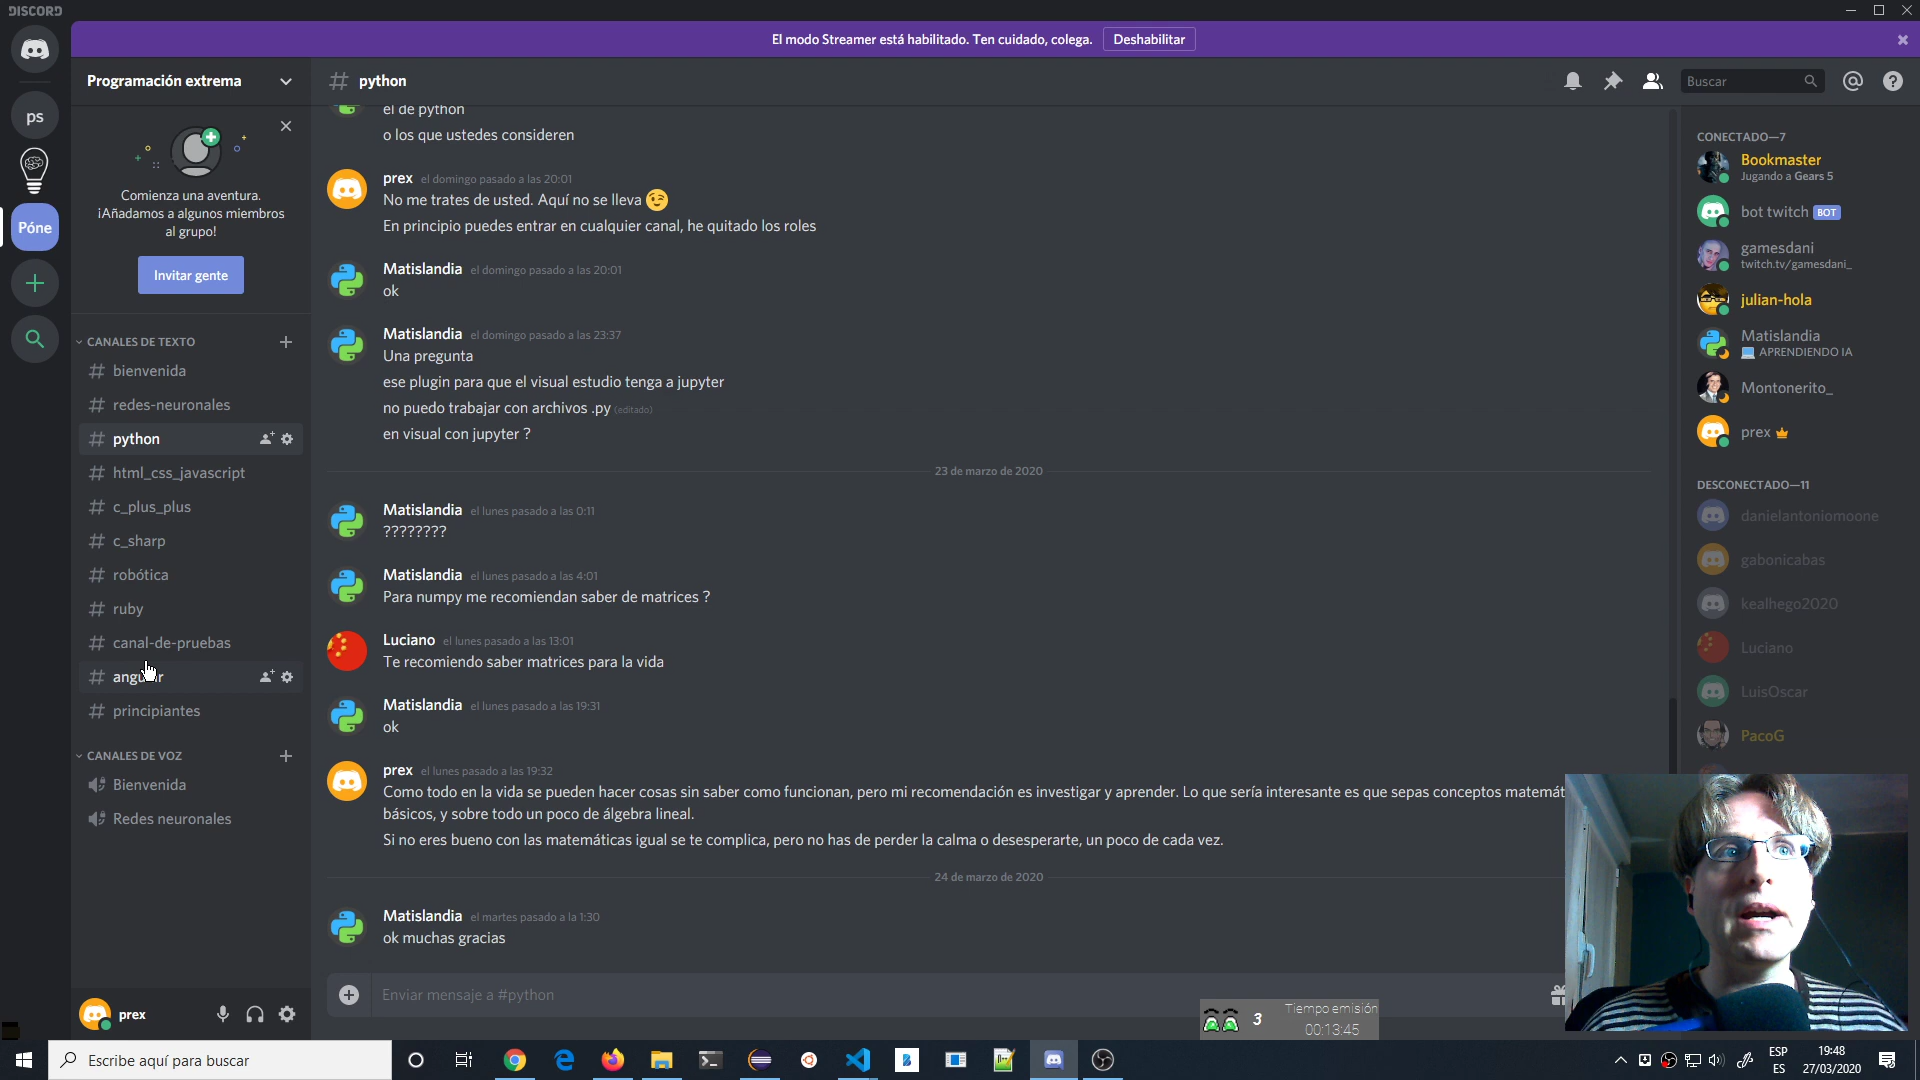 DISCORD
El modo Streamer está habilitado. Ten cuidado, colega.
Deshabilitar
Programación extrema
python
Buscar
ps
Póne
Comienza una aventura.
¡Añadamos a algunos miembros
al grupo!
Invitar gente
CANALES DE TEXTO
bienvenida
redes-neuronales
python
html_css_javascript
c_plus_plus
c_sharp
robótica
ruby
canal-de-pruebas
principiantes
CANALES DE VOZ
Bienvenida
Redes neuronales
prex
el de python
o los que ustedes consideren
prex el domingo pasado a las 20:01
No me trates de usted. Aquí no se lleva
En principio puedes entrar en cualquier canal, he quitado los roles
Matislandia el domingo pasado a las 20:01
ok
Matislandia el domingo pasado a las 23:37
Una pregunta
ese plugin para que el visual estudio tenga a jupyter
no puedo trabajar con archivos .py (editado)
en visual con jupyter ?
23 de marzo de 2020
Matislandia el lunes pasado a las 0:11
????????
Matislandia el lunes pasado a las 4:01
Para numpy me recomiendan saber de matrices ?
Luciano el lunes pasado a las 13:01
Te recomiendo saber matrices para la vida
Matislandia el lunes pasado a las 19:31
ok
prex el lunes pasado a las 19:32
Como todo en la vida se pueden hacer cosas sin saber como funcionan, pero mi recomendación es investigar y aprender. Lo que sería interesante es que sepas conceptos matemát
básicos, y sobre todo un poco de álgebra lineal.
Si no eres bueno con las matemáticas igual se te complica, pero no has de perder la calma o desesperarte, un poco de cada vez.
24 de marzo de 2020
Matislandia el martes pasado a la 1:30
ok muchas gracias
Enviar mensaje a #python
CONECTADO—7
Bookmaster
Jugando a Gears 5
bot twitch BOT
gamesdani
twitch.tv/gamesdani_
julian-hola
Matislandia
APRENDIENDO IA
Montonerito_
prex
DESCONECTADO—11
danielantoniomoone
gabonicabas
kealhego2020
Luciano
LuisOscar
PacoG
3
Tiempo emisión
00:13:45
Escribe aquí para buscar
ESP
ES
19:48
27/03/2020